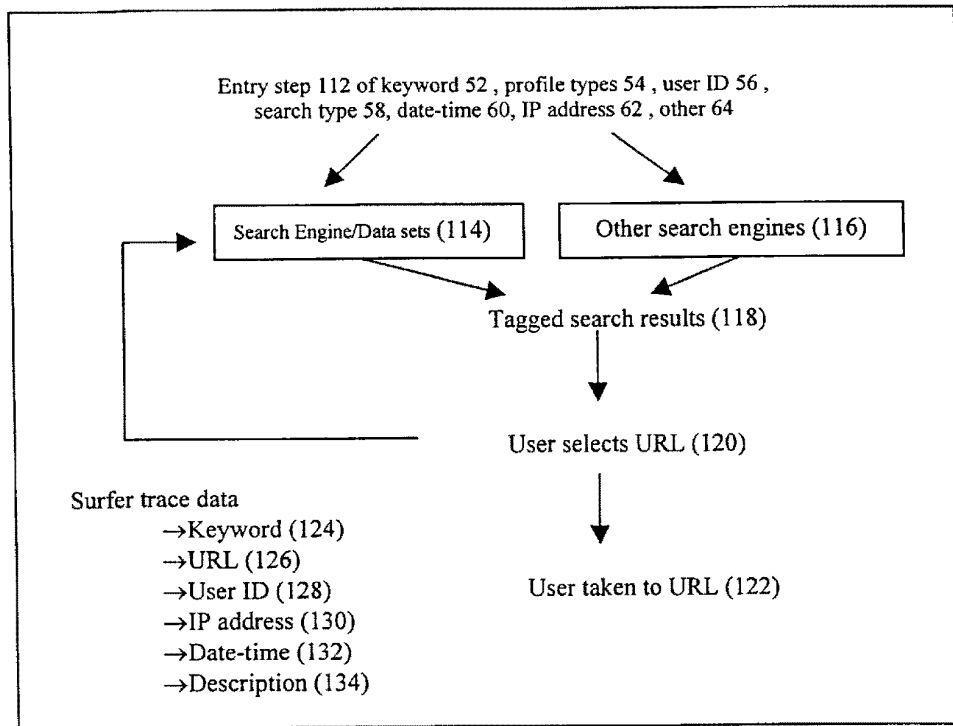 Entry step 112 of keyword 52 , profile types 54 , user ID 56 ,
search type 58, date-time 60, IP address 62 , other 64
Search Engine/Data sets (114)
Other search engines (116)
Tagged search results (118)
User selects URL (120)
Surfer trace data
→Keyword (124)
→URL (126)
→User ID (128)
→IP address (130)
→Date-time (132)
→Description (134)
User taken to URL (122)